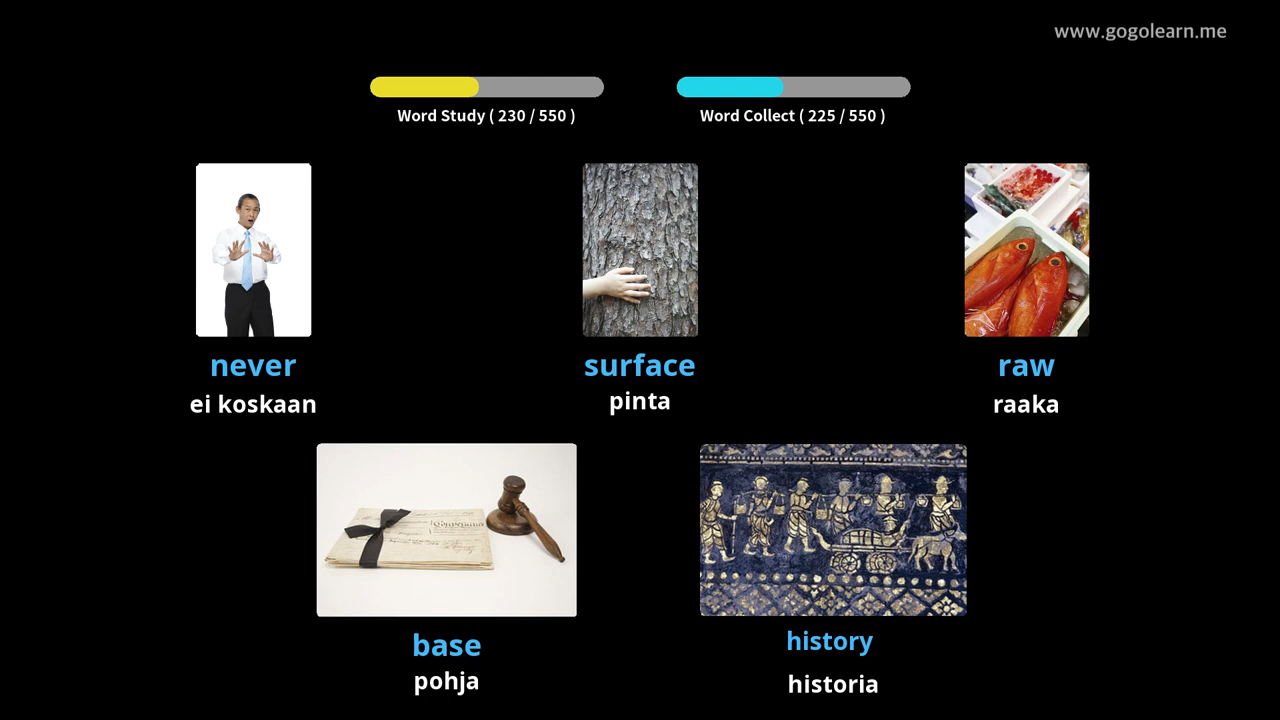 www.gogolearn.me
Word Study ( 230 / 550 )
Word Collect ( 225 / 550 )
never
ei koskaan
surface
pinta
raw
raaka
base
pohja
history
historia